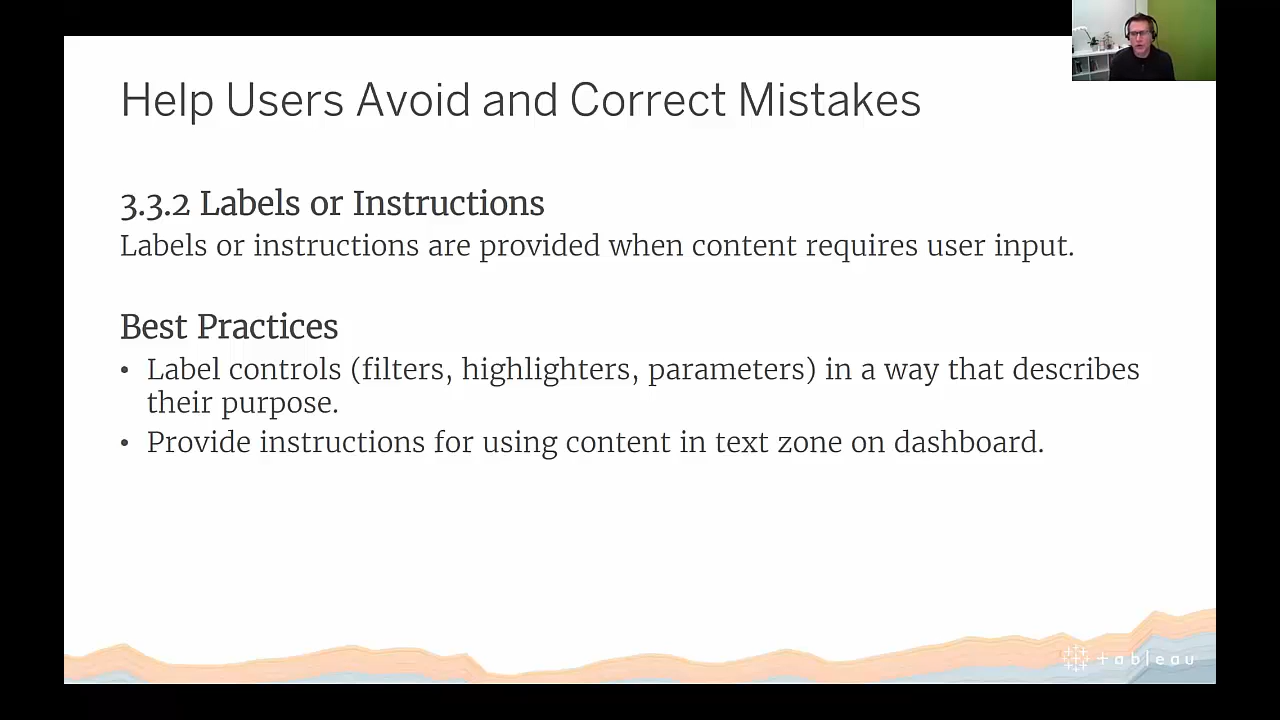 Help Users Avoid and Correct Mistakes
3.3.2 Labels or Instructions
Labels or instructions are provided when content requires user input.
Best Practices
• Label controls (filters, highlighters, parameters) in a way that describes
their purpose.
• Provide instructions for using content in text zone on dashboard.
+ableau